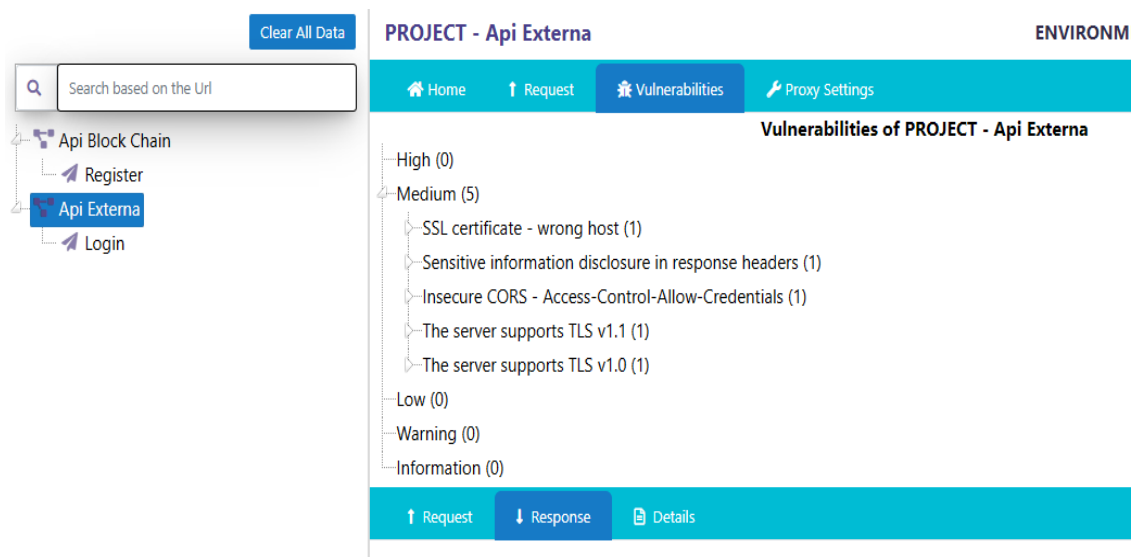 Clear All Data
Search based on the Url
Api Block Chain
Register
Api Externa
Login
PROJECT - Api Externa
ENVIRONM
Home
Request
Vulnerabilities
Proxy Settings
Vulnerabilities of PROJECT - Api Externa
High (0)
Medium (5)
SSL certificate - wrong host (1)
Sensitive information disclosure in response headers (1)
Insecure CORS - Access-Control-Allow-Credentials (1)
The server supports TLS v1.1 (1)
The server supports TLS v1.0 (1)
Low (0)
Warning (0)
Information (0)
Request
Response
Details